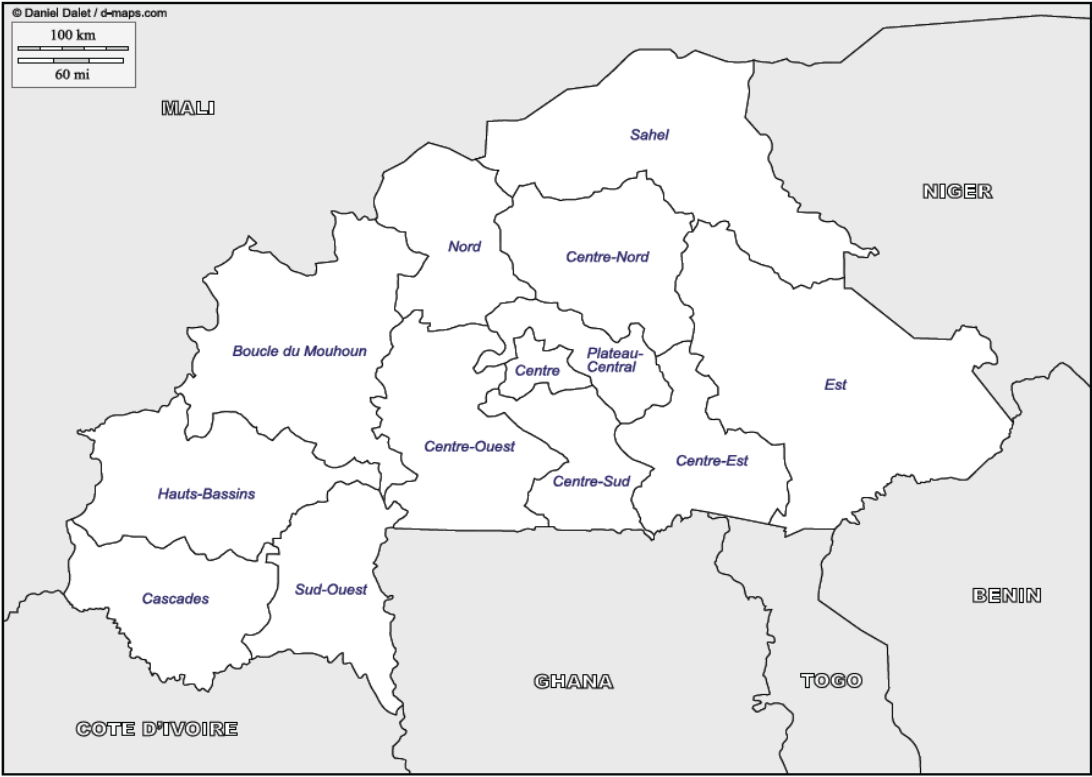 © Daniel Dalet / d-maps.com
100 km
60 mi
MALI
Sahel
NIGER
Nord
Centre-Nord
Boucle du Mouhoun
Centre
Plateau-
Central
Est
Centre-Ouest
Centre-Est
Centre-Sud
Hauts-Bassins
Sud-Ouest
Cascades
BENIN
GHANA
TOGO
COTE D'IVOIRE